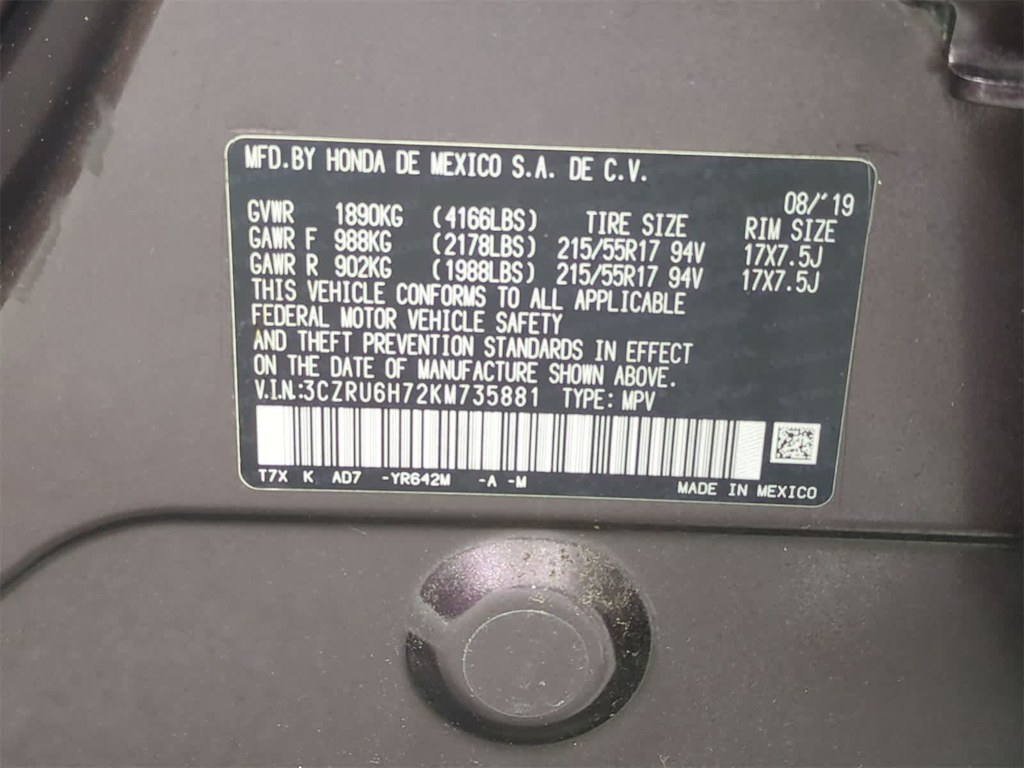 MFD.BY HONDA DE MEXICO S.A. DE C.V.
08/'19
GVWR 1890KG (4166LBS) TIRE SIZE RIM SIZE
GAWR F 988KG (2178LBS) 215/55R17 94V 17X7.5J
GAWR R 902KG (1988LBS) 215/55R17 94V 17X7.5J
THIS VEHICLE CONFORMS TO ALL APPLICABLE
FEDERAL MOTOR VEHICLE SAFETY
AND THEFT PREVENTION STANDARDS IN EFFECT
ON THE DATE OF MANUFACTURE SHOWN ABOVE.
V.I.N.:3CZRU6H72KM735881 TYPE: MPV
T7X K AD7 -YR642M -A -M
MADE IN MEXICO